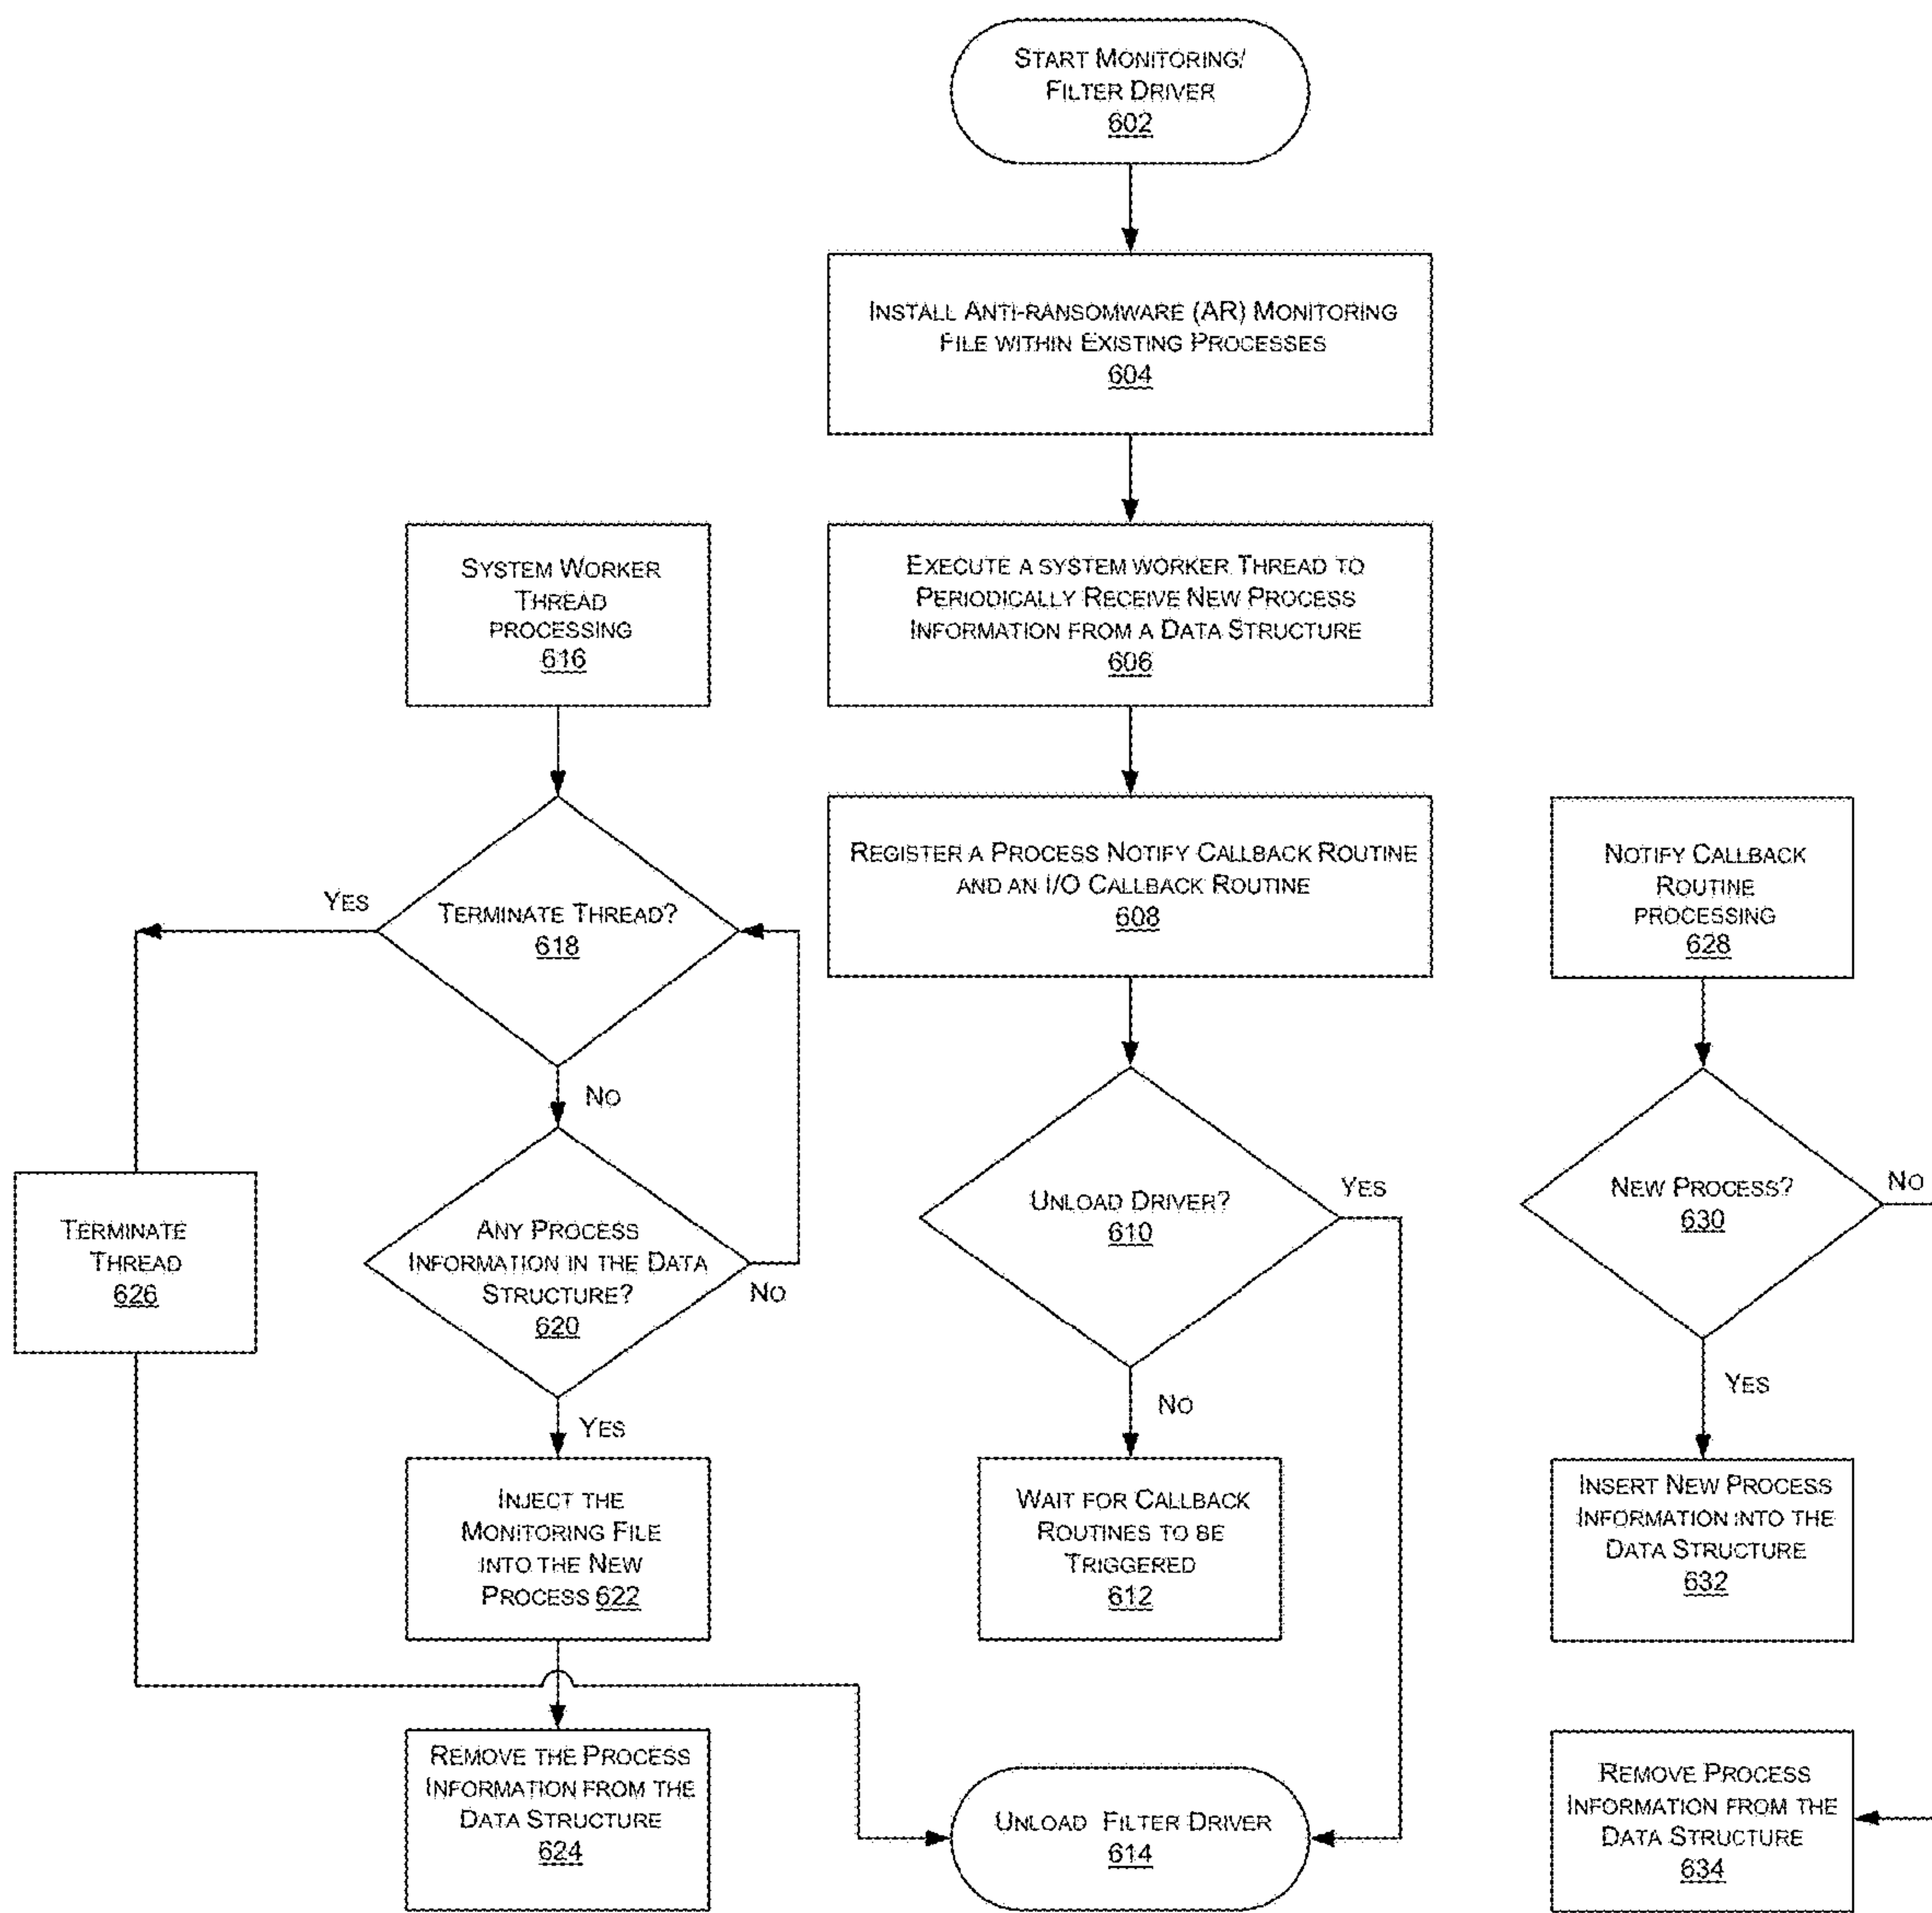 START MONITORING/
FILTER DRIVER
602
INSTALL ANTI-RANSOMWARE (AR) MONITORING
FILE WITHIN EXISTING PROCESSES
604
EXECUTE A SYSTEM WORKER THREAD TO
PERIODICALLY RECEIVE NEW PROCESS
INFORMATION FROM A DATA STRUCTURE
606
REGISTER A PROCESS NOTIFY CALLBACK ROUTINE
AND AN I/O CALLBACK ROUTINE
608
UNLOAD DRIVER?
610
YES
NO
WAIT FOR CALLBACK
ROUTINES TO BE
TRIGGERED
612
UNLOAD FILTER DRIVER
614
SYSTEM WORKER
THREAD
PROCESSING
616
TERMINATE THREAD?
618
YES
NO
ANY PROCESS
INFORMATION IN THE DATA
STRUCTURE?
620
NO
YES
INJECT THE
MONITORING FILE
INTO THE NEW
PROCESS 622
REMOVE THE PROCESS
INFORMATION FROM THE
DATA STRUCTURE
624
TERMINATE
THREAD
626
NOTIFY CALLBACK
ROUTINE
PROCESSING
628
NEW PROCESS?
630
NO
YES
INSERT NEW PROCESS
INFORMATION INTO THE
DATA STRUCTURE
632
REMOVE PROCESS
INFORMATION FROM THE
DATA STRUCTURE
634